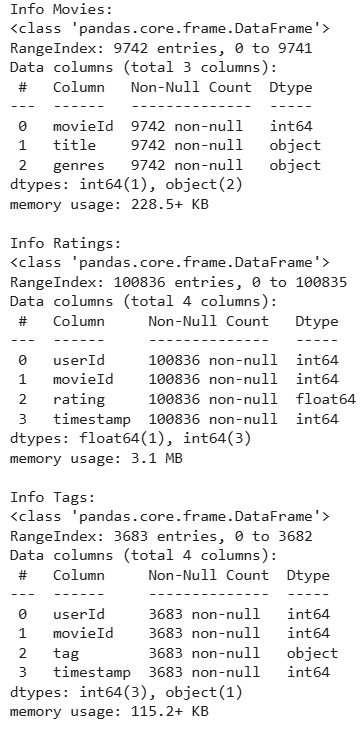 Info Movies:
<class 'pandas.core.frame.DataFrame'>
RangeIndex: 9742 entries, 0 to 9741
Data columns (total 3 columns):
 #   Column   Non-Null Count  Dtype
---  ------   --------------  -----
 0   movieId  9742 non-null   int64
 1   title    9742 non-null   object
 2   genres   9742 non-null   object
dtypes: int64(1), object(2)
memory usage: 228.5+ KB

Info Ratings:
<class 'pandas.core.frame.DataFrame'>
RangeIndex: 100836 entries, 0 to 100835
Data columns (total 4 columns):
 #   Column     Non-Null Count   Dtype
---  ------     --------------   -----
 0   userId     100836 non-null  int64
 1   movieId    100836 non-null  int64
 2   rating     100836 non-null  float64
 3   timestamp  100836 non-null  int64
dtypes: float64(1), int64(3)
memory usage: 3.1 MB

Info Tags:
<class 'pandas.core.frame.DataFrame'>
RangeIndex: 3683 entries, 0 to 3682
Data columns (total 4 columns):
 #   Column     Non-Null Count  Dtype
---  ------     --------------  -----
 0   userId     3683 non-null   int64
 1   movieId    3683 non-null   int64
 2   tag        3683 non-null   object
 3   timestamp  3683 non-null   int64
dtypes: int64(3), object(1)
memory usage: 115.2+ KB